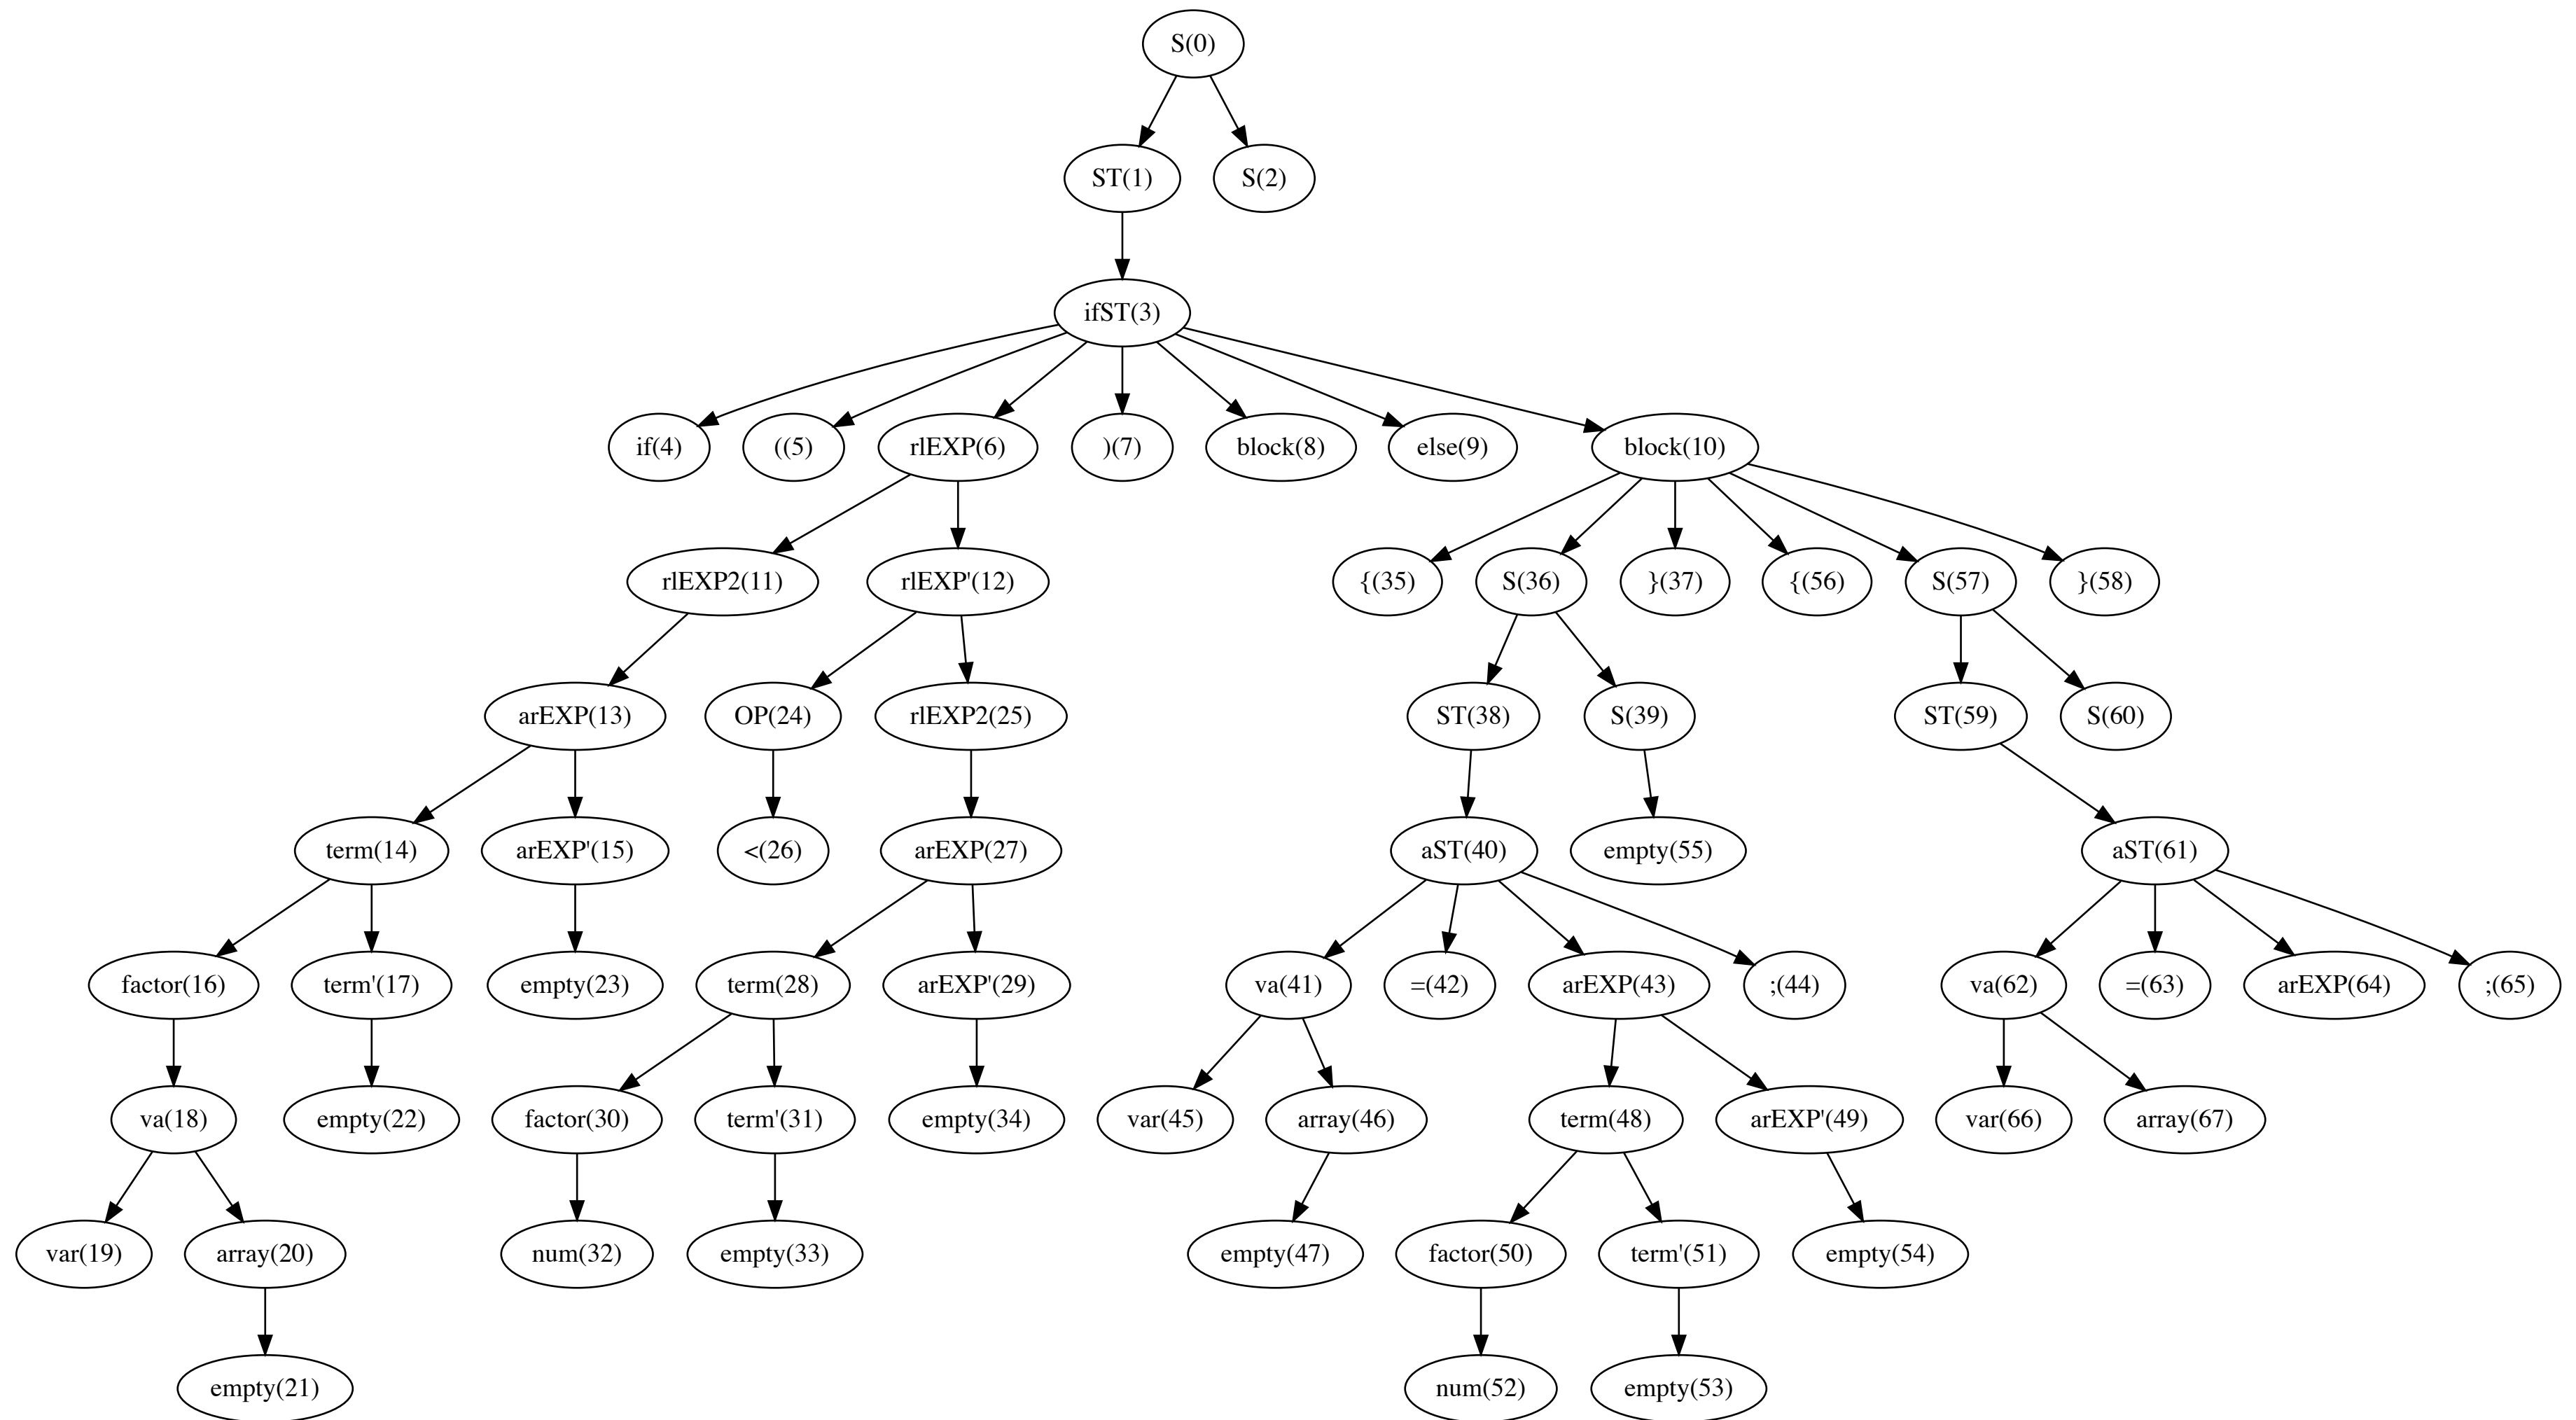 S(0)
ST(1) S(2)
ifST(3)
if(4) ((5) rlEXP(6) )(7) block(8) else(9) block(10)
rlEXP2(11) rlEXP'(12) {(35) S(36) }(37) {(56) S(57) }(58)
arEXP(13) OP(24) rlEXP2(25) ST(38) S(39) ST(59) S(60)
term(14) arEXP'(15) <(26) arEXP(27) aST(40) empty(55) aST(61)
factor(16) term'(17) empty(23) term(28) arEXP'(29) va(41) =(42) arEXP(43) ;(44) va(62) =(63) arEXP(64) ;(65)
va(18) empty(22) factor(30) term'(31) empty(34) var(45) array(46) term(48) arEXP'(49) var(66) array(67)
var(19) array(20) num(32) empty(33) empty(47) factor(50) term'(51) empty(54)
empty(21) num(52) empty(53)